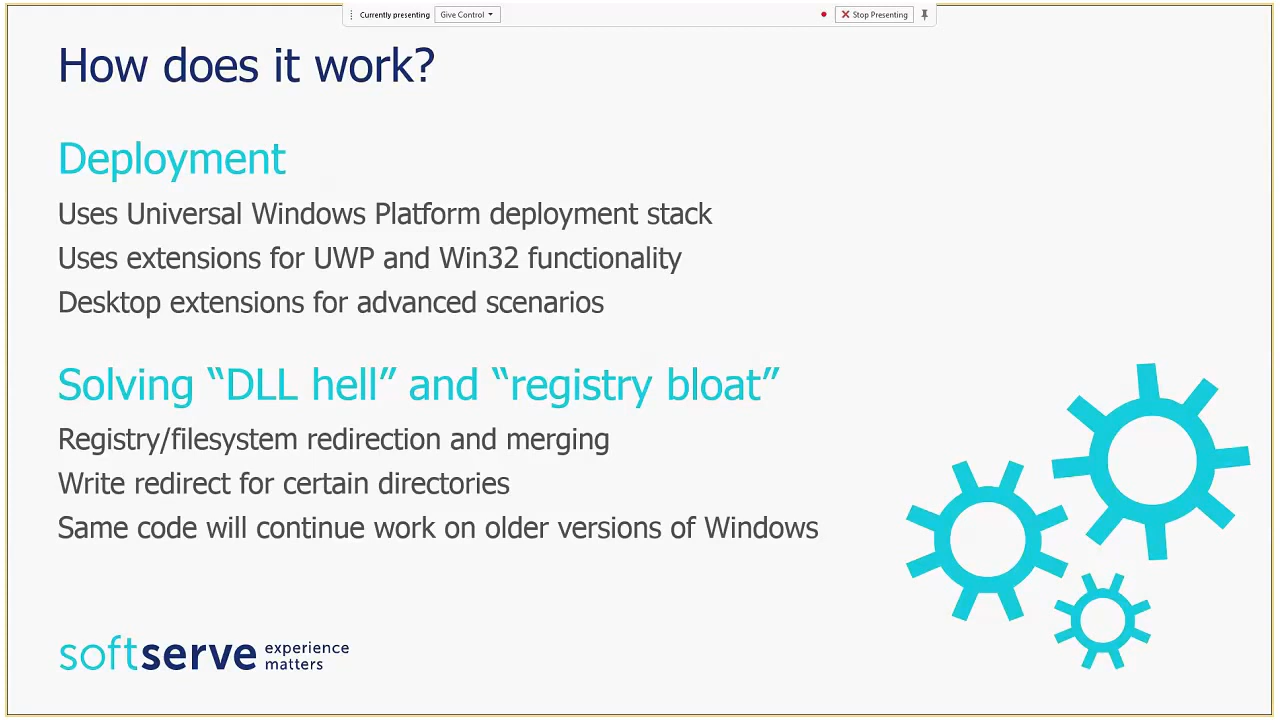 Currently presenting Give Control Stop Presenting
How does it work?
Deployment
Uses Universal Windows Platform deployment stack
Uses extensions for UWP and Win32 functionality
Desktop extensions for advanced scenarios
Solving “DLL hell” and “registry bloat”
Registry/filesystem redirection and merging
Write redirect for certain directories
Same code will continue work on older versions of Windows
softserve experience
matters